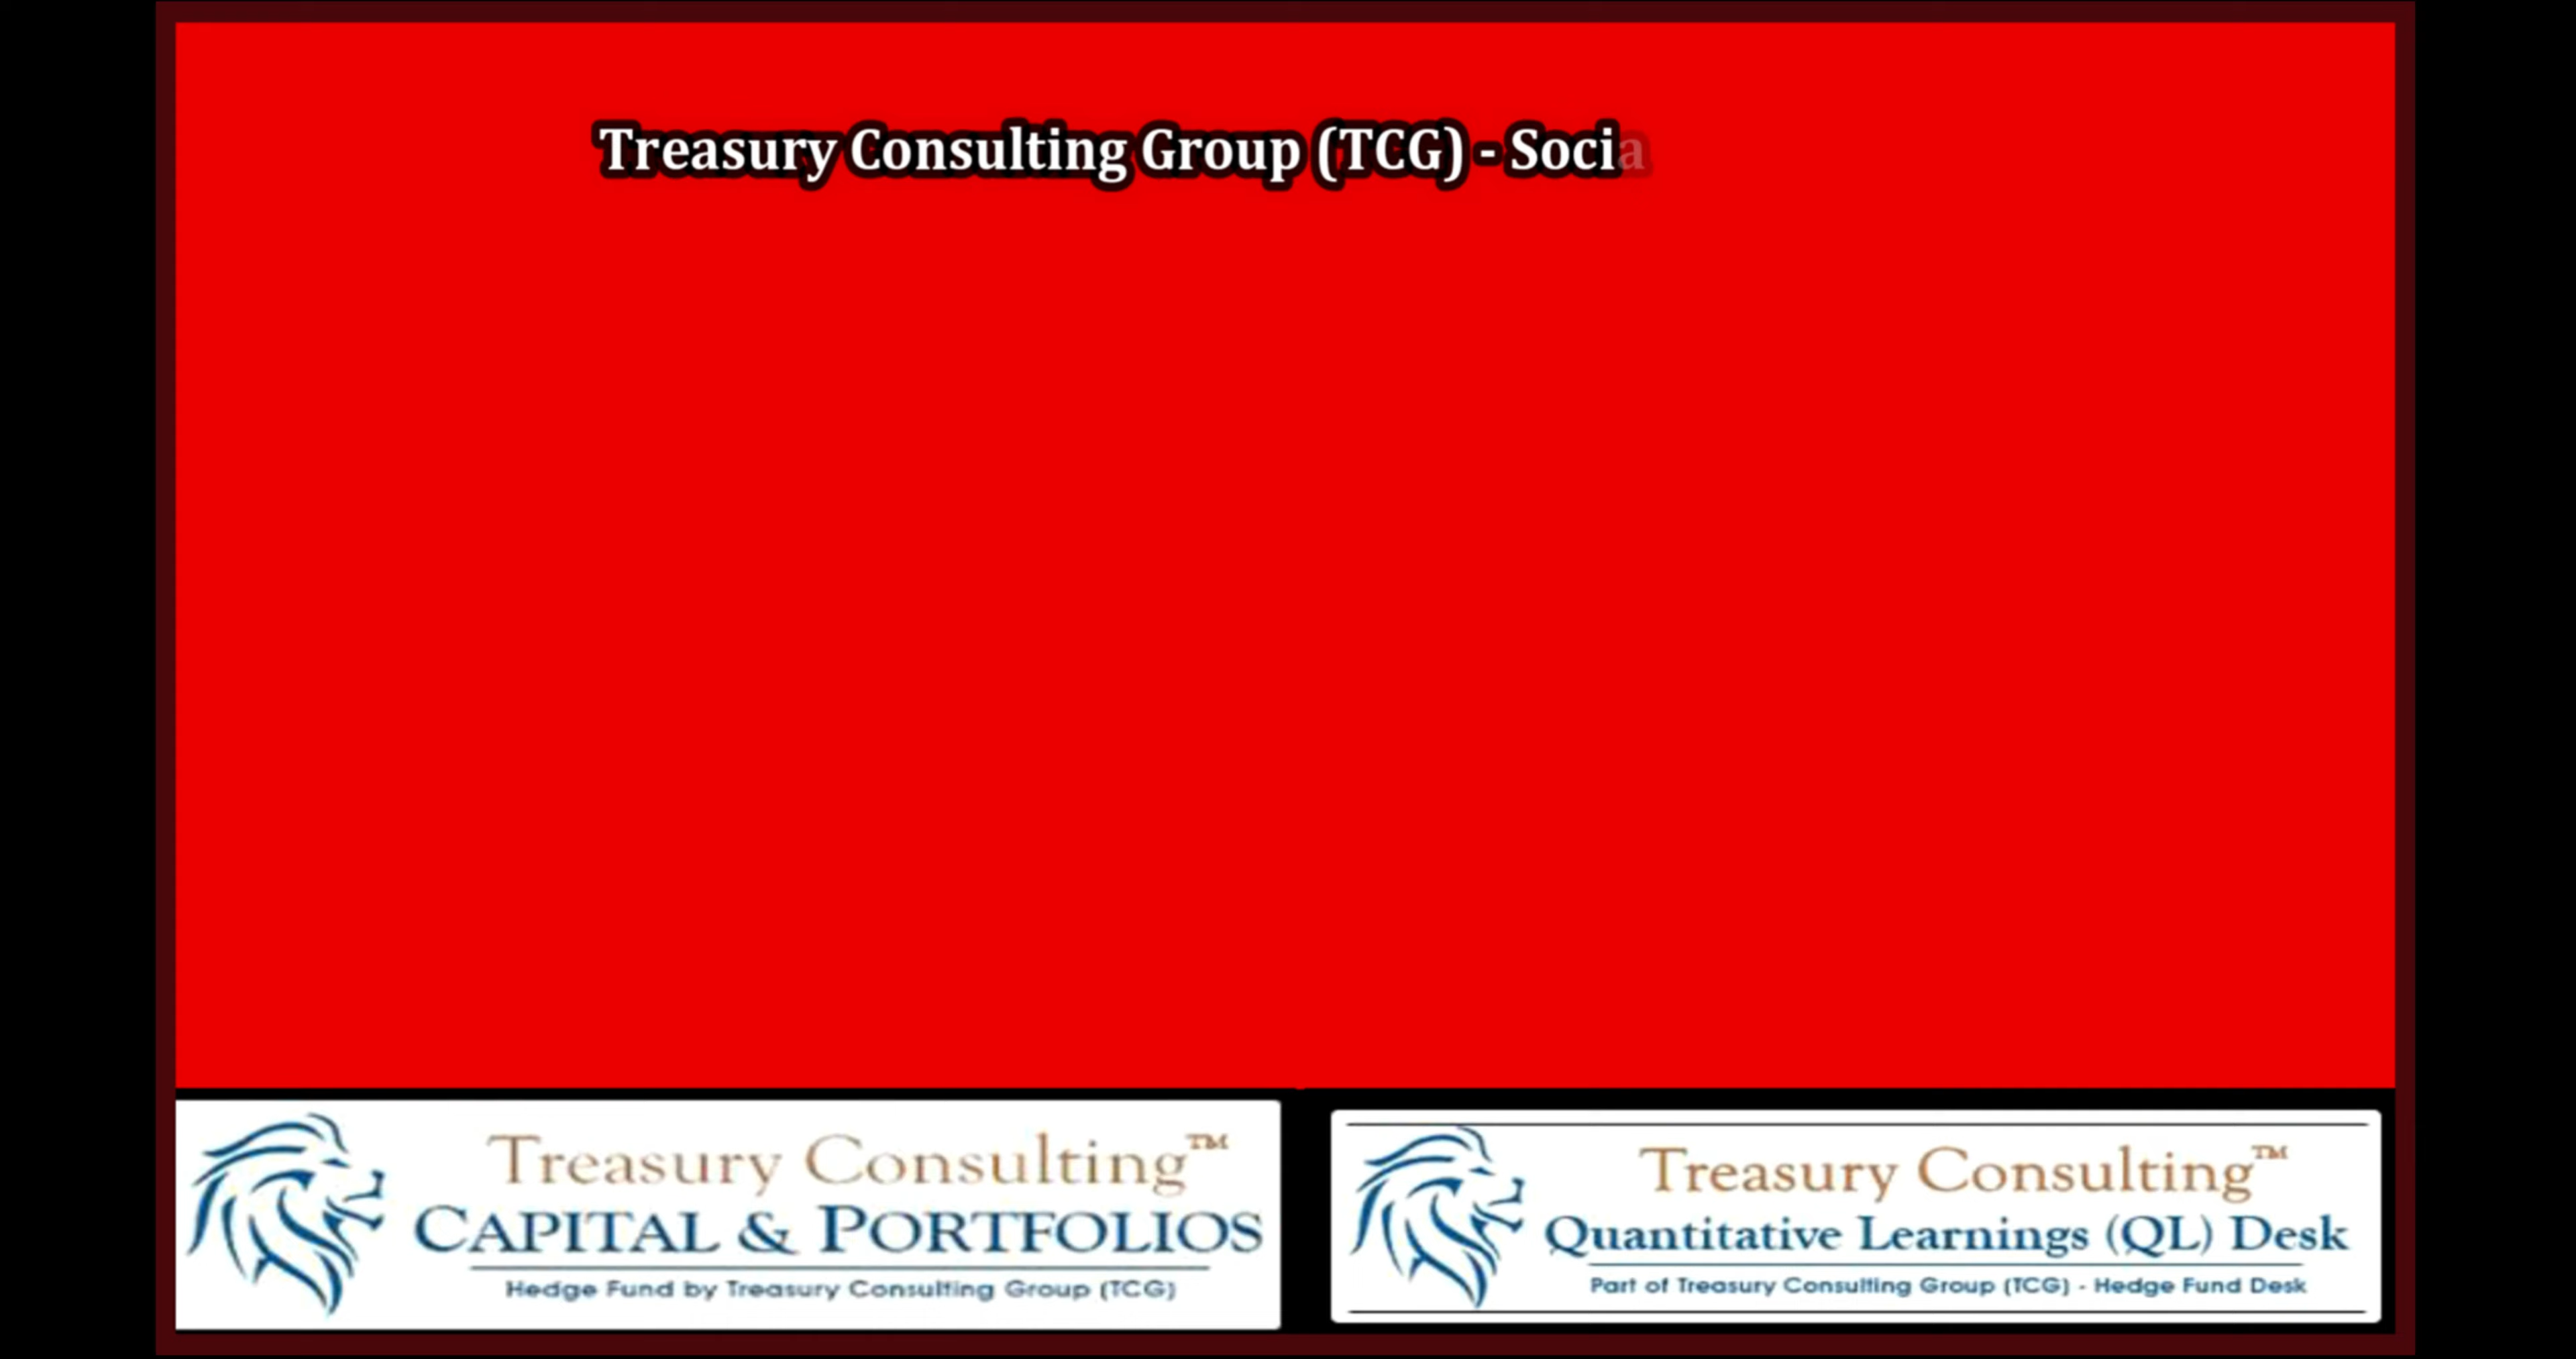 Treasury Consulting Group (TCG) - Socia
Treasury Consulting™
CAPITAL & PORTFOLIOS
Hedge Fund by Treasury Consulting Group (TCG)
Treasury Consulting™
Quantitative Learnings (QL) Desk
Part of Treasury Consulting Group (TCG) - Hedge Fund Desk